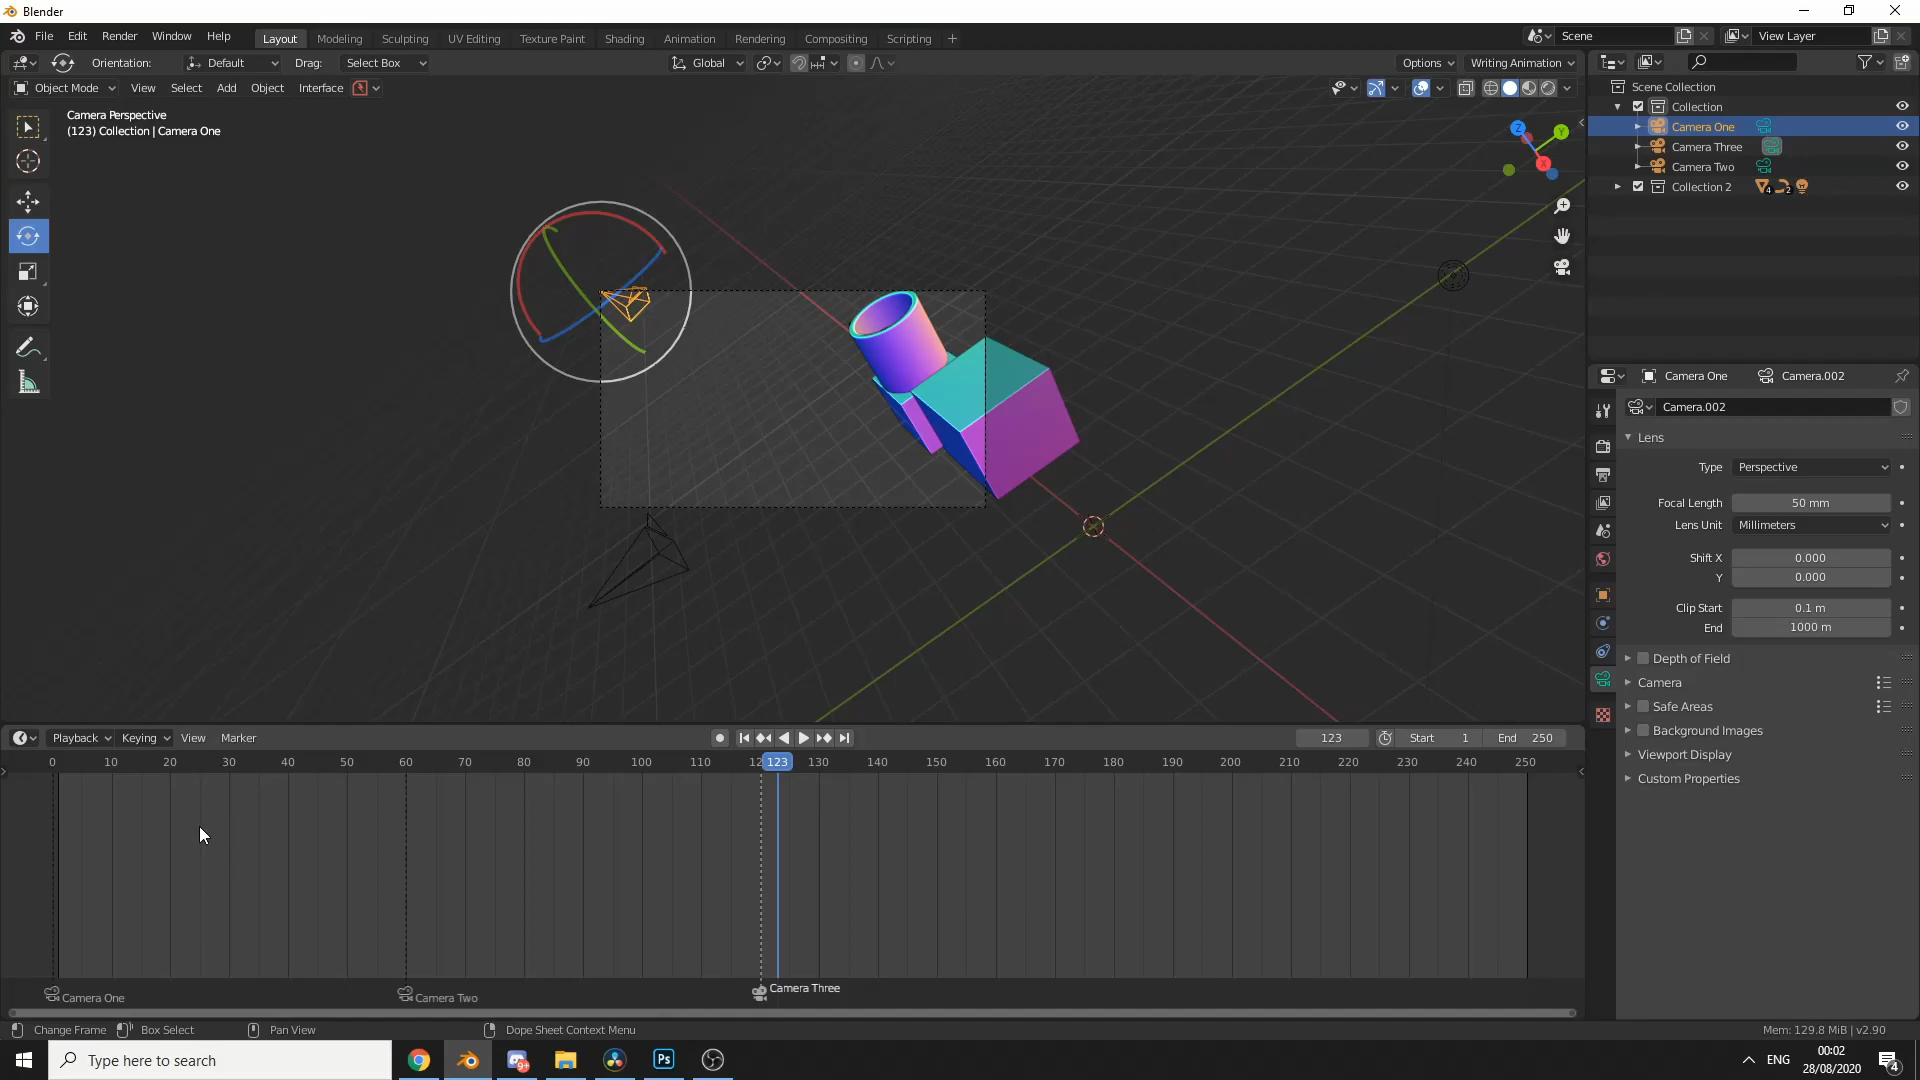 Blender
File Edit Render Window Help Layout Modeling Sculpting UV Editing Texture Paint Shading Animation Rendering Compositing Scripting + Scene View Layer
Orientation: Default Drag: Select Box Global Options Writing Animation
Object Mode View Select Add Object Interface
Camera Perspective
(123) Collection | Camera One
Z Y X
Scene Collection
Collection
Camera One
Camera Three
Camera Two
Collection 2 4 2
Camera One Camera.002
Camera.002
Lens
Type Perspective
Focal Length 50 mm
Lens Unit Millimeters
Shift X 0.000
Y 0.000
Clip Start 0.1 m
End 1000 m
Depth of Field
Camera
Safe Areas
Background Images
Viewport Display
Custom Properties
Playback Keying View Marker 123 Start 1 End 250
0 10 20 30 40 50 60 70 80 90 100 110 12 123 130 140 150 160 170 180 190 200 210 220 230 240 250
Camera One Camera Two Camera Three
Change Frame Box Select Pan View Dope Sheet Context Menu Mem: 129.8 MiB | v2.90
Type here to search 9+ Ps ENG 00:02
28/08/2020 4